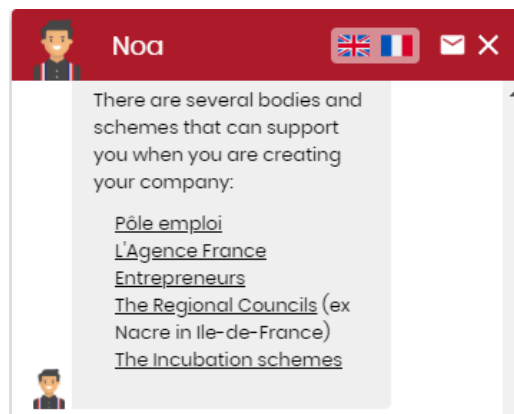 Noa
There are several bodies and
schemes that can support
you when you are creating
your company:
Pôle emploi
L'Agence France
Entrepreneurs
The Regional Councils (ex
Nacre in Ile-de-France)
The Incubation schemes